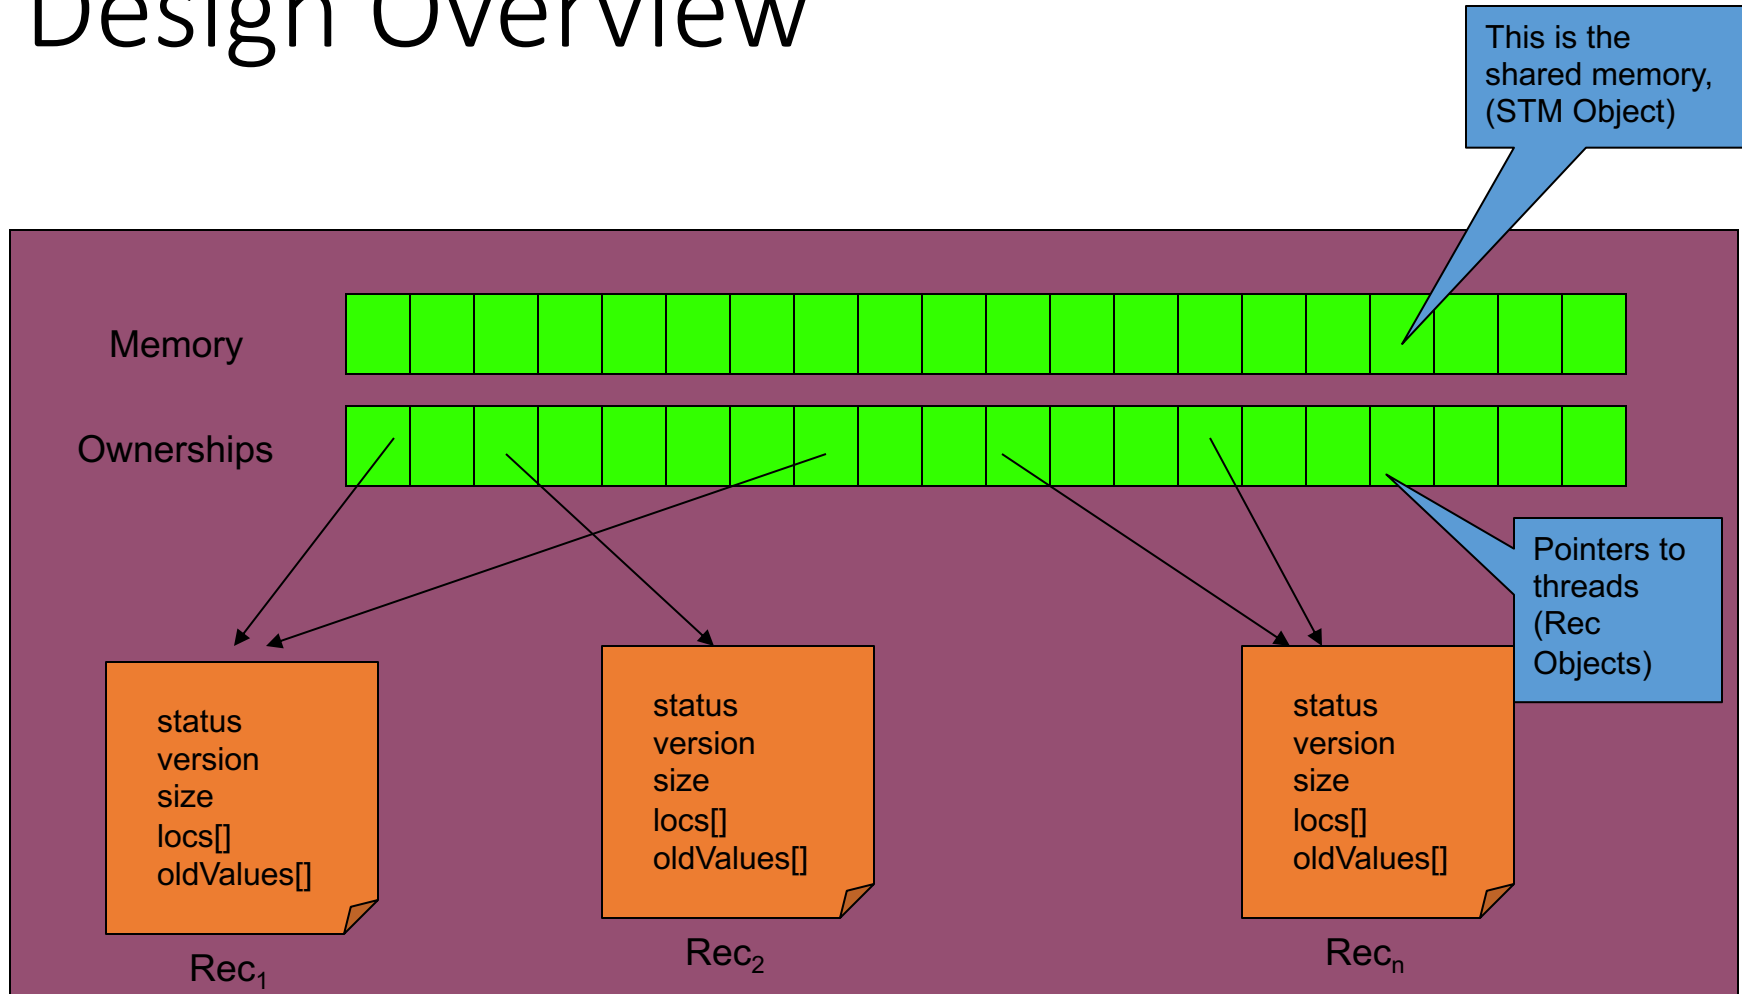 Design Overview
This is the
shared memory,
(STM Object)
Memory
Ownerships
Pointers to
threads
(Rec
Objects)
status
version
size
locs[]
oldValues[]
Rec1
status
version
size
locs[]
oldValues[]
Rec2
status
version
size
locs[]
oldValues[]
Recn